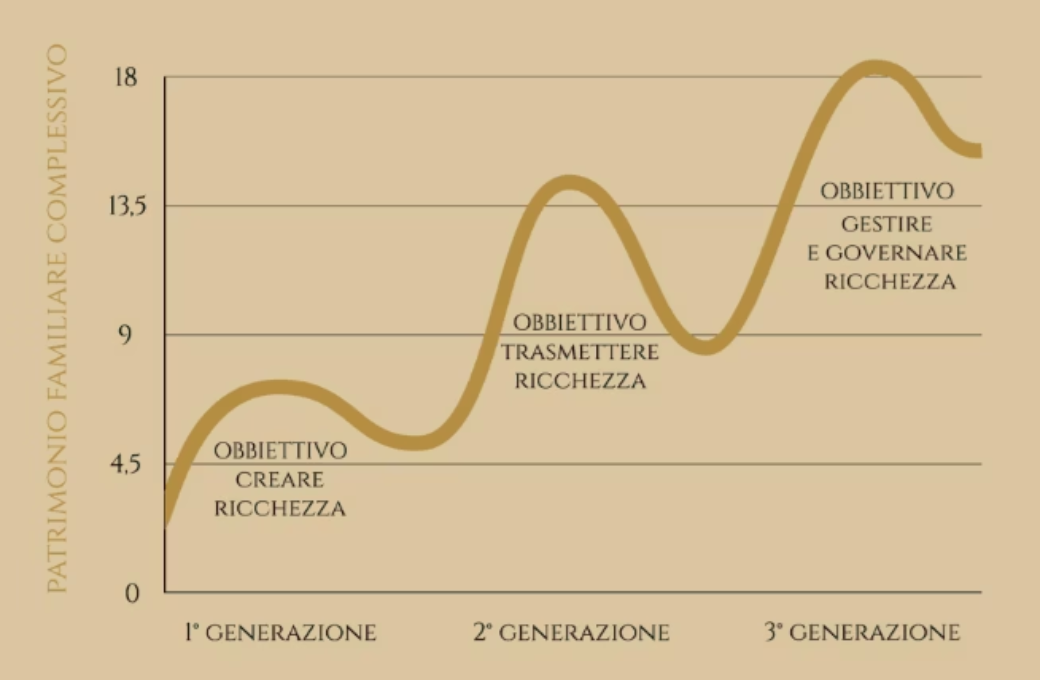 PATRIMONIO FAMILIARE COMPLESSIVO
18
13,5
9
4,5
0
OBBIETTIVO
CREARE
RICCHEZZA
OBBIETTIVO
TRASMETTERE
RICCHEZZA
OBBIETTIVO
GESTIRE
E GOVERNARE
RICCHEZZA
1° GENERAZIONE
2° GENERAZIONE
3° GENERAZIONE